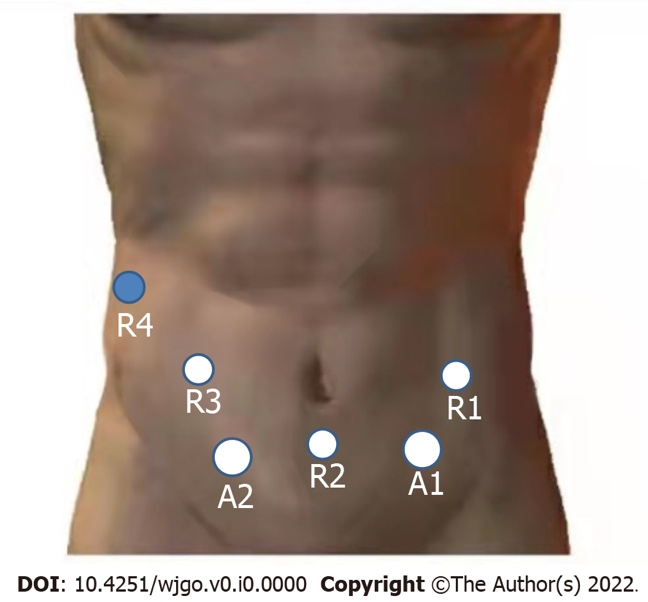 R4
R3
R1
R2
A1
A2
DOI: 10.4251/wjgo.v0.i0.0000 Copyright ©The Author(s) 2022.